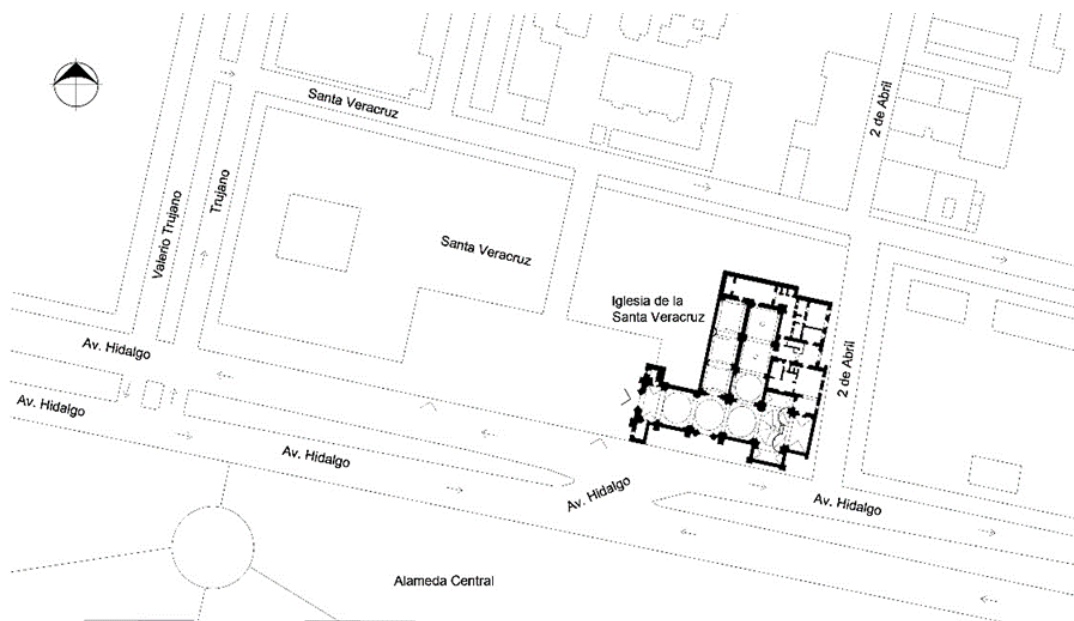 Santa Veracruz
2 de Abril
Valerio Trujano
Trujano
Santa Veracruz
Iglesia de la
Santa Veracruz
Av. Hidalgo
2 de Abril
Av. Hidalgo
Av. Hidalgo
Av. Hidalgo
Av. Hidalgo
Alameda Central